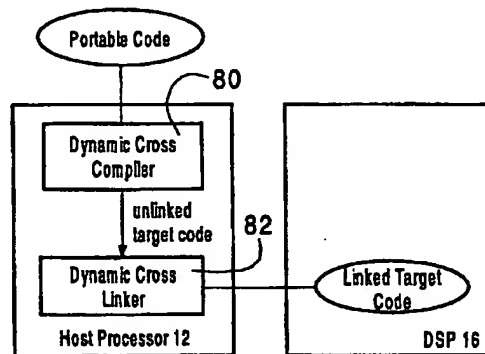 Portable Code
80
Dynamic Cross
Compiler
unlinked
target code
82
Dynamic Cross
Linker
Linked Target
Code
Host Processor 12
DSP 16